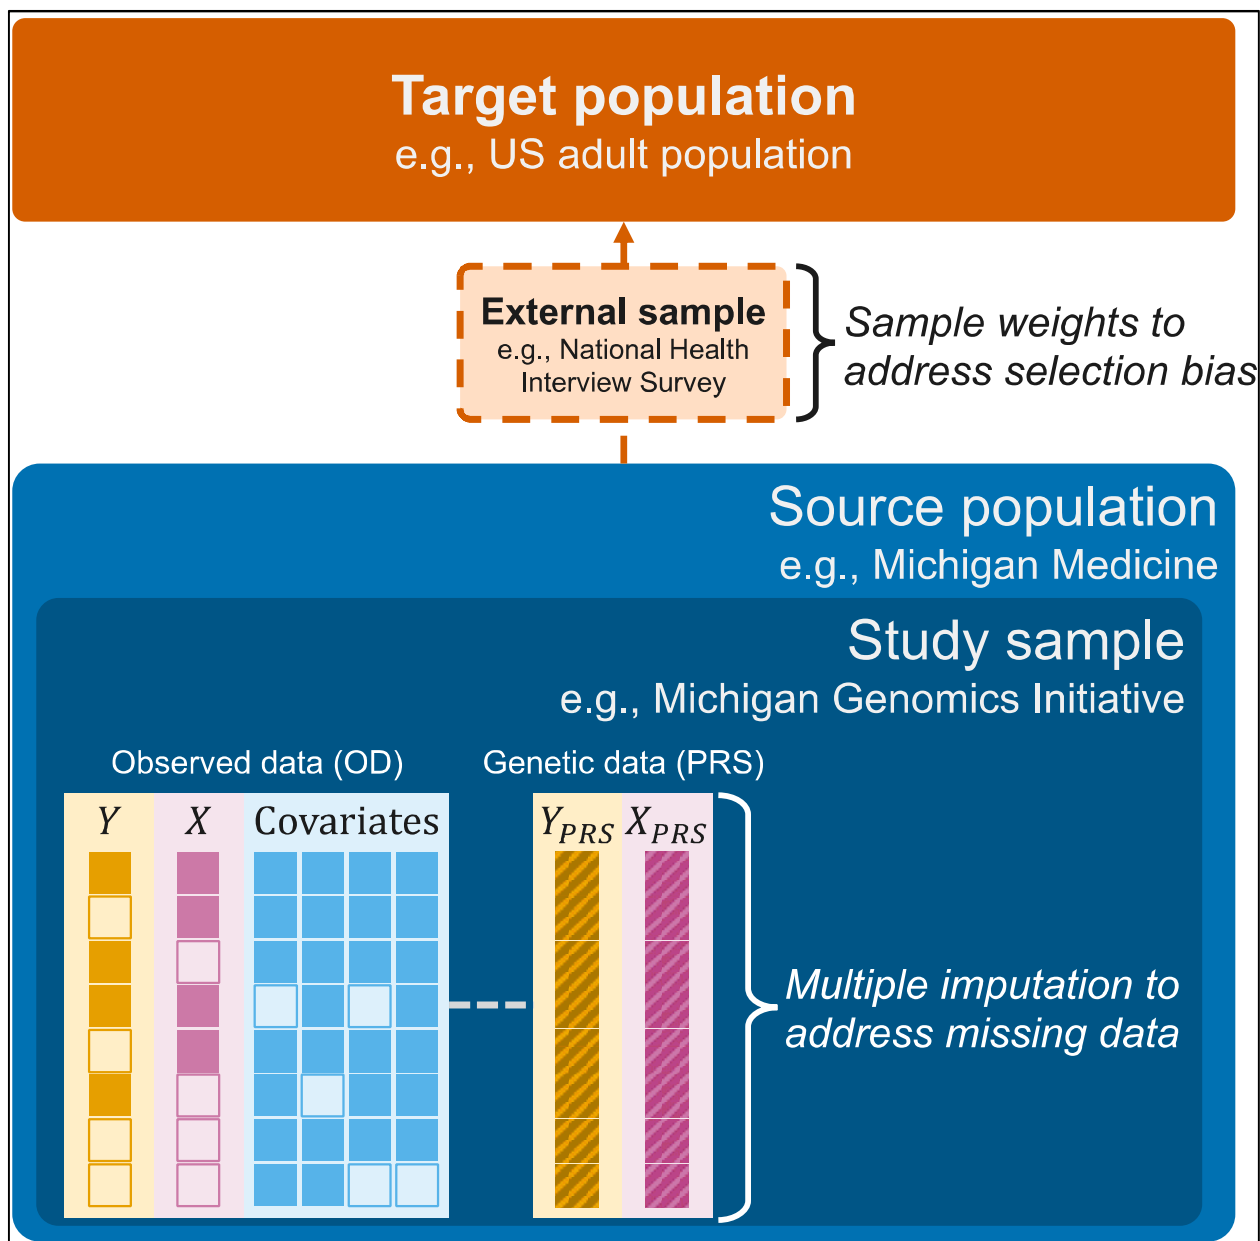 Target population
e.g., US adult population
External sample
e.g., National Health
Interview Survey
Sample weights to
address selection bias
Source population
e.g., Michigan Medicine
Study sample
e.g., Michigan Genomics Initiative
Observed data (OD)
Genetic data (PRS)
Y X Covariates
Y_PRS X_PRS
Multiple imputation to
address missing data